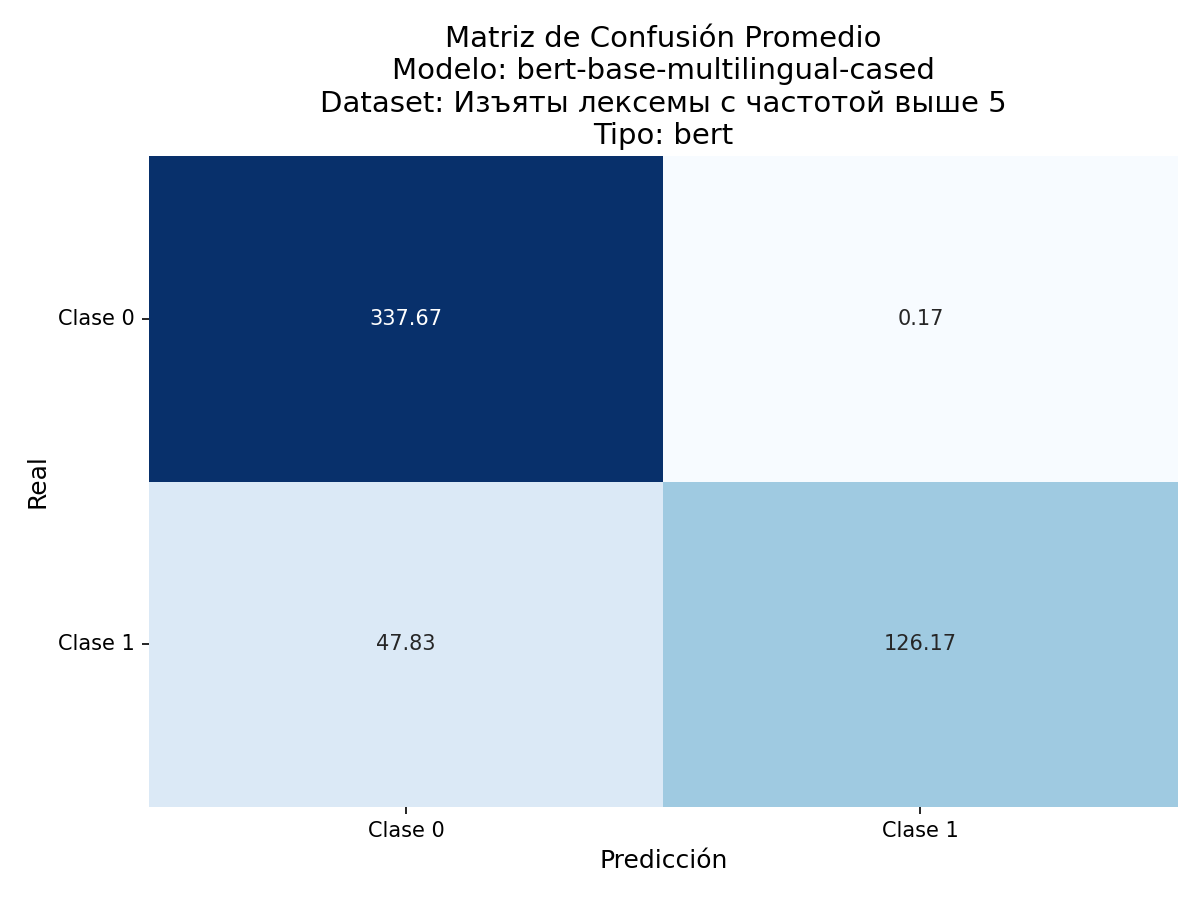 Matriz de Confusión Promedio
Modelo: bert-base-multilingual-cased
Dataset: Изъяты лексемы с частотой выше 5
Tipo: bert
Clase 0
337.67
0.17
Real
Clase 1
47.83
126.17
Clase 0
Clase 1
Predicción